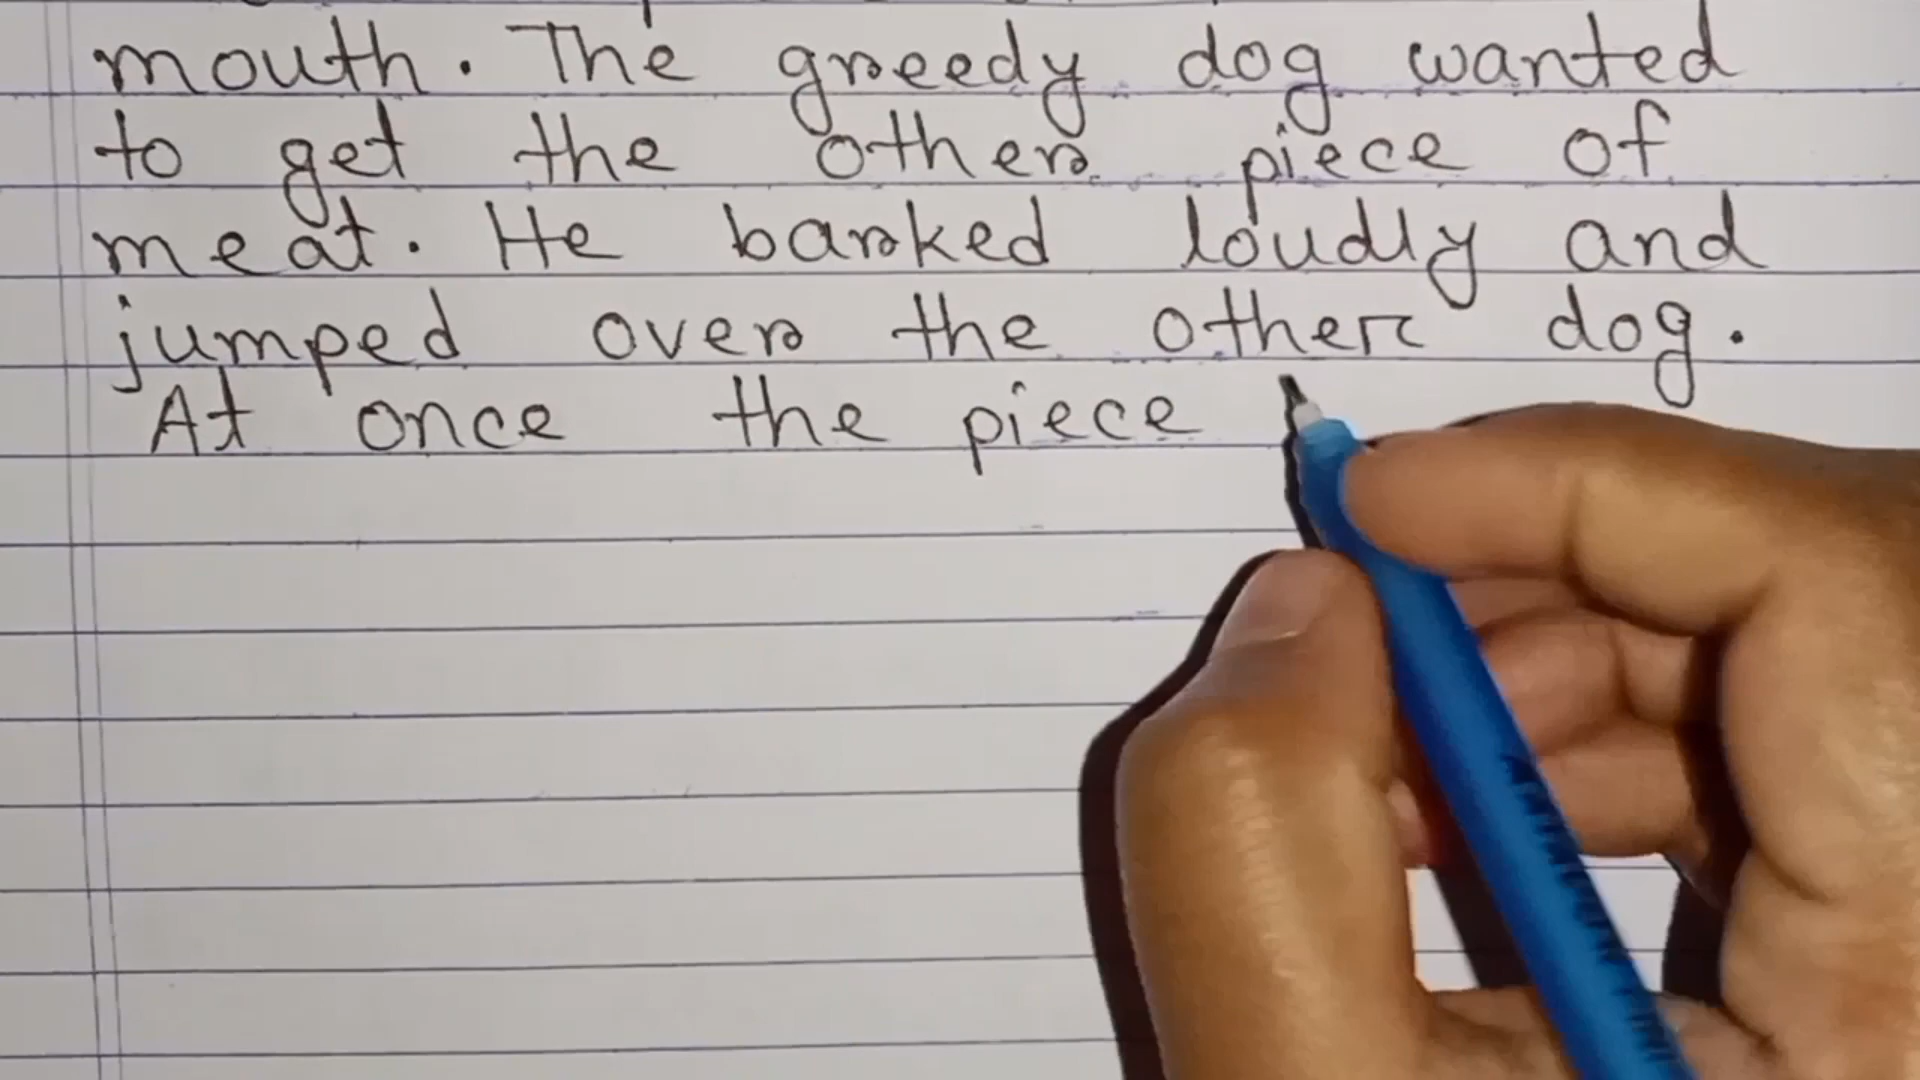 mouth. The greedy dog wanted
to get the other piece of
meat. He barked loudly and
jumped over the other dog.
At once the piece